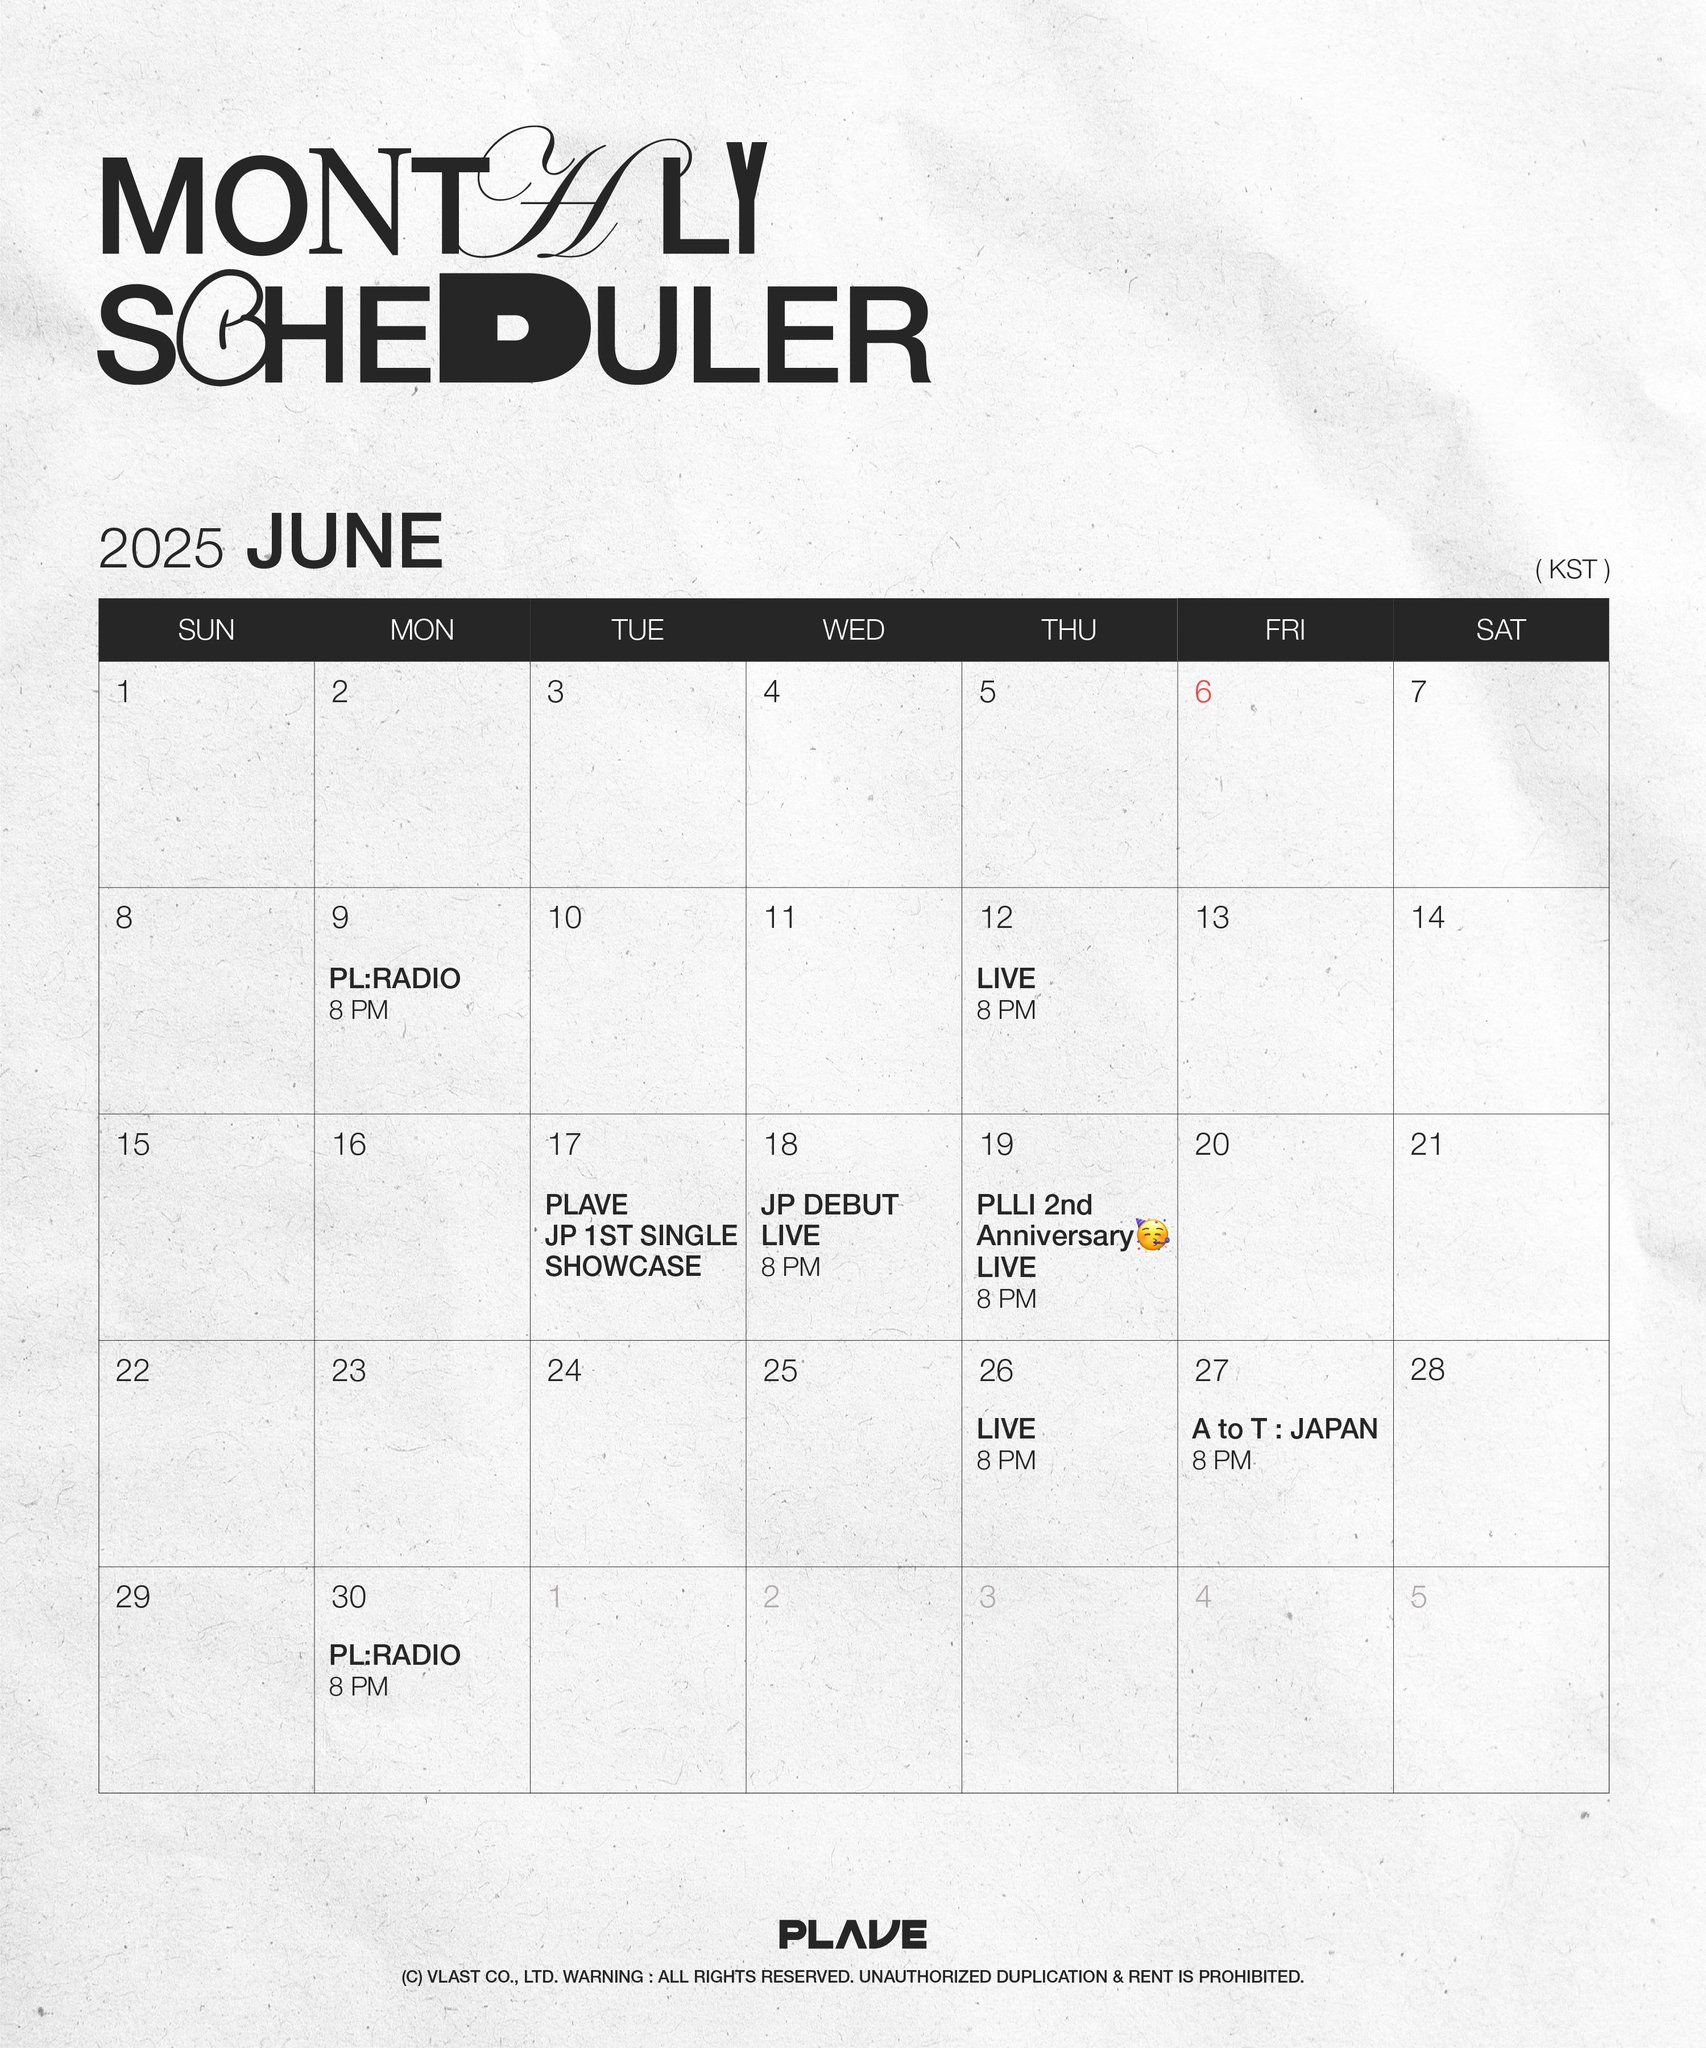 MONTHLY
SCHEDULER
2025 JUNE
( KST )
SUN MON TUE WED THU FRI SAT
1 2 3 4 5 6 7
8 9 10 11 12 13 14
PL:RADIO
8 PM
LIVE
8 PM
15 16 17 18 19 20 21
PLAVE
JP 1ST SINGLE
SHOWCASE
JP DEBUT
LIVE
8 PM
PLLI 2nd
Anniversary🥳
LIVE
8 PM
22 23 24 25 26 27 28
LIVE
8 PM
A to T : JAPAN
8 PM
29 30 1 2 3 4 5
PL:RADIO
8 PM
PLAVE
(C) VLAST CO., LTD. WARNING : ALL RIGHTS RESERVED. UNAUTHORIZED DUPLICATION & RENT IS PROHIBITED.